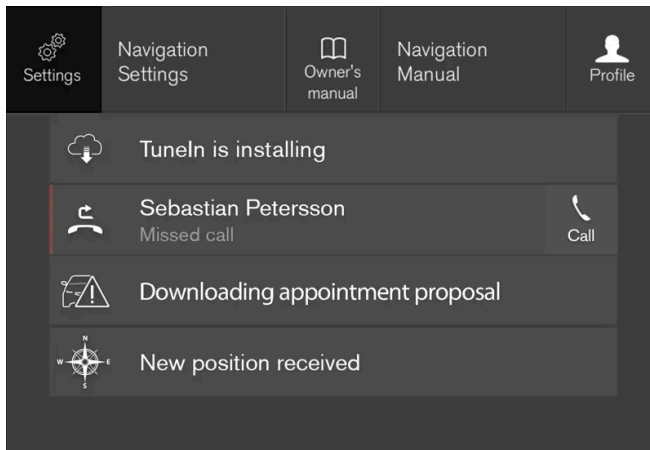 Settings
Navigation
Settings
Owner's
manual
Navigation
Manual
Profile
TuneIn is installing
Sebastian Petersson
Missed call
Call
Downloading appointment proposal
N
W
E
S
New position received